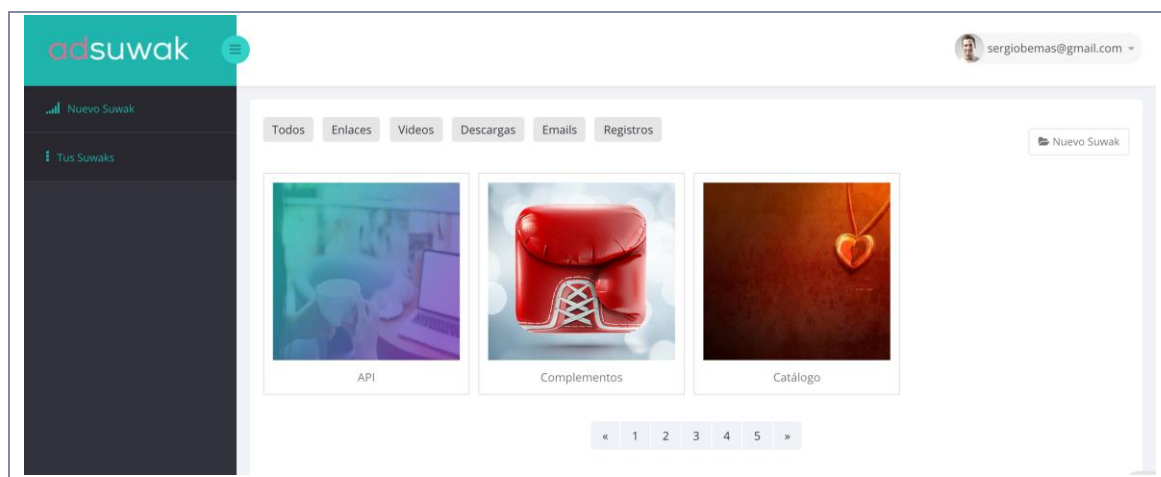 adsuwak
sergiobemas@gmail.com
Nuevo Suwak
Tus Suwaks
Todos Enlaces Videos Descargas Emails Registros
Nuevo Suwak
API Complementos Catálogo
« 1 2 3 4 5 »